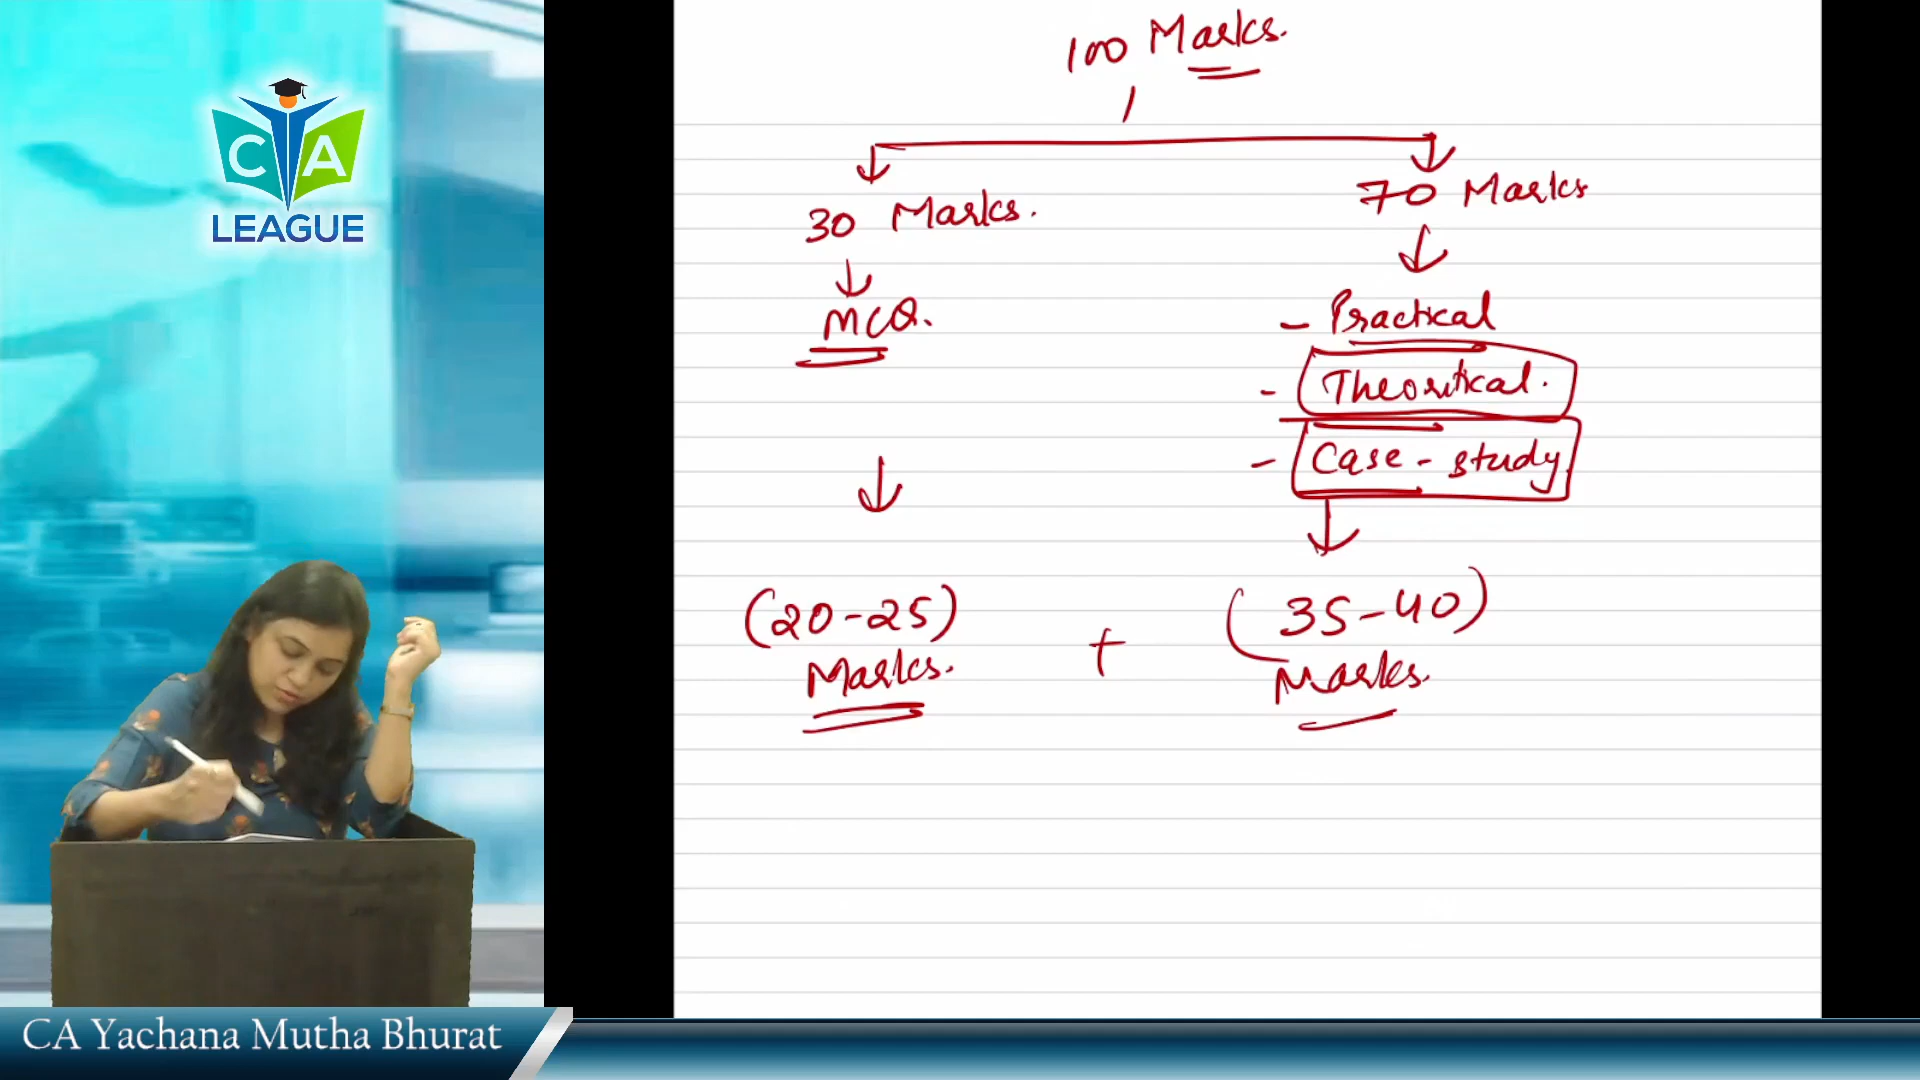 CA
LEAGUE
100 Marks.
30 Marks.
70 Marks
MCQ.
- Practical
- Theoritical.
- Case - study
(20-25) + (35-40)
Marks. Marks.
CA Yachana Mutha Bhurat